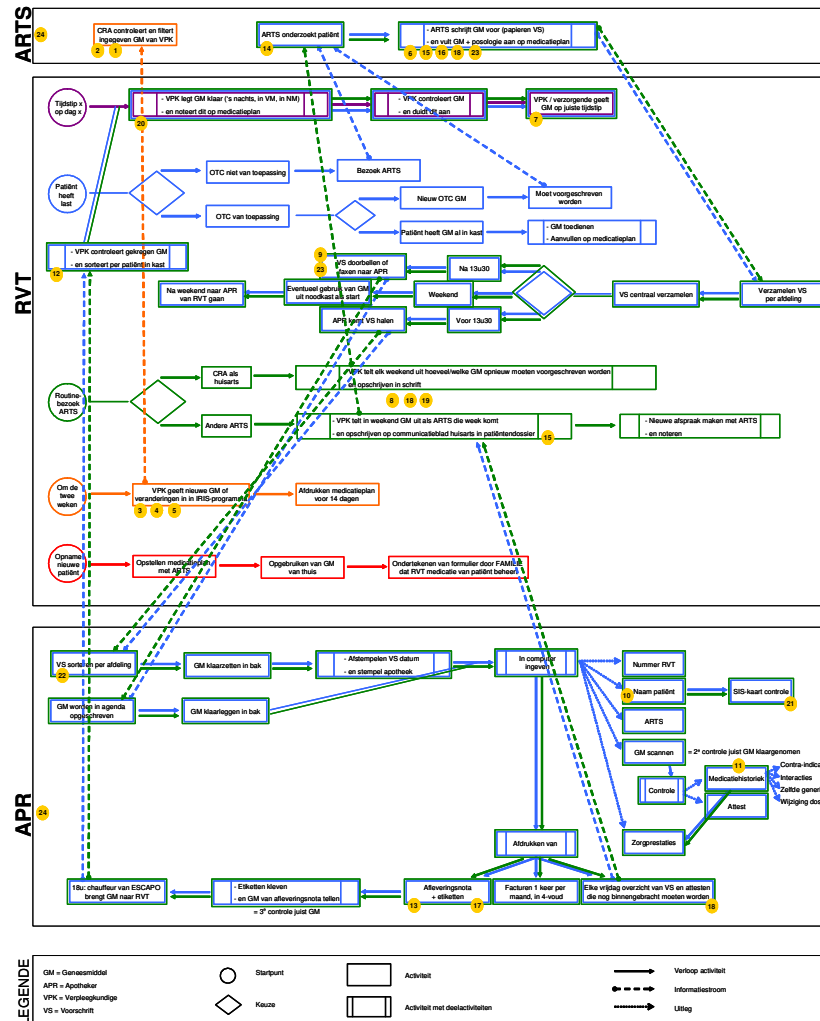 ARTS
24
CRA controleert en filtert
ingegeven GM van VPK
2
1
ARTS onderzoekt patiënt
14
- ARTS schrijft GM voor (papieren VS)
- en vult GM + posologie aan op medicatieplan
6
15
16
18
23
RVT
Tijdstip x
op dag x
- VPK legt GM klaar ('s nachts, in VM, in NM)
- en noteert dit op medicatieplan
20
- VPK controleert GM
- en duidt dit aan
VPK / verzorgende geeft
GM op juiste tijdstip
7
Patiënt
heeft
last
OTC niet van toepassing
Bezoek ARTS
OTC van toepassing
Nieuw OTC GM
Moet voorgeschreven
worden
Patiënt heeft GM al in kast
- GM toedienen
- Aanvullen op medicatieplan
- VPK controleert gekregen GM
- en sorteert per patiënt in kast
12
9
23
VS doorbellen of
faxen naar APR
Na 13u30
Na weekend naar APR
van RVT gaan
Eventueel gebruik van GM
uit noodkast als start
Weekend
VS centraal verzamelen
Verzamelen VS
per afdeling
APR komt VS halen
Voor 13u30
Routine-
bezoek
ARTS
CRA als
huisarts
- VPK telt elk weekend uit hoeveel/welke GM opnieuw moeten voorgeschreven worden
- en opschrijven in schrift
8
18
19
Andere ARTS
- VPK telt in weekend GM uit als ARTS die week komt
- en opschrijven op communicatieblad huisarts in patiëntendossier
15
- Nieuwe afspraak maken met ARTS
- en noteren
Om de
twee
weken
VPK geeft nieuwe GM of
veranderingen in in IRIS-programma
3
4
5
Afdrukken medicatieplan
voor 14 dagen
Opname
nieuwe
patiënt
Opstellen medicatieplan
met ARTS
Opgebruiken van GM
van thuis
Ondertekenen van formulier door FAMILIE
dat RVT medicatie van patiënt beheert
APR
24
VS sorteren per afdeling
22
GM klaarzetten in bak
- Afstempelen VS datum
- en stempel apotheek
In computer
ingeven
Nummer RVT
Naam patiënt
10
SIS-kaart controle
21
GM worden in agenda
opgeschreven
GM klaarleggen in bak
ARTS
GM scannen
= 2e controle juist GM klaargenomen
Controle
11
Medicatiehistoriek
Attest
Contra-indica
Interacties
Zelfde generi
Wijziging dos
Zorgprestaties
Afdrukken van
18u: chauffeur van ESCAPO
brengt GM naar RVT
- Etiketten kleven
- en GM van afleveringsnota tellen
= 3e controle juist GM
Afleveringsnota
+ etiketten
13
17
Facturen 1 keer per
maand, in 4-voud
Elke vrijdag overzicht van VS en attesten
die nog binnengebracht moeten worden
18
LEGENDE
GM = Geneesmiddel
APR = Apotheker
VPK = Verpleegkundige
VS = Voorschrift
Startpunt
Keuze
Activiteit
Activiteit met deelactiviteiten
Verloop activiteit
Informatiestroom
Uitleg